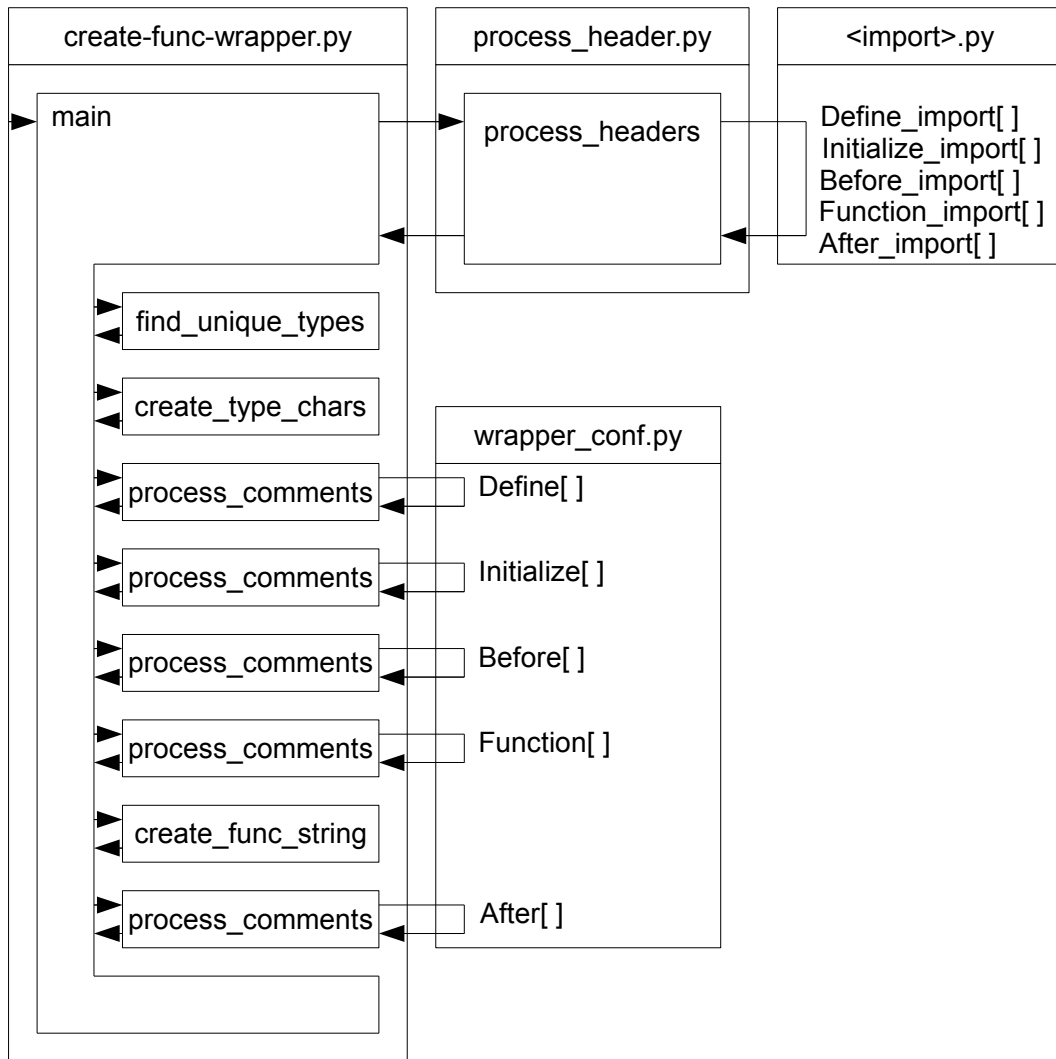 create-func-wrapper.py
process_header.py
<import>.py
main
process_headers
Define_import[ ]
Initialize_import[ ]
Before_import[ ]
Function_import[ ]
After_import[ ]
find_unique_types
create_type_chars
wrapper_conf.py
process_comments
Define[ ]
process_comments
Initialize[ ]
process_comments
Before[ ]
process_comments
Function[ ]
create_func_string
process_comments
After[ ]